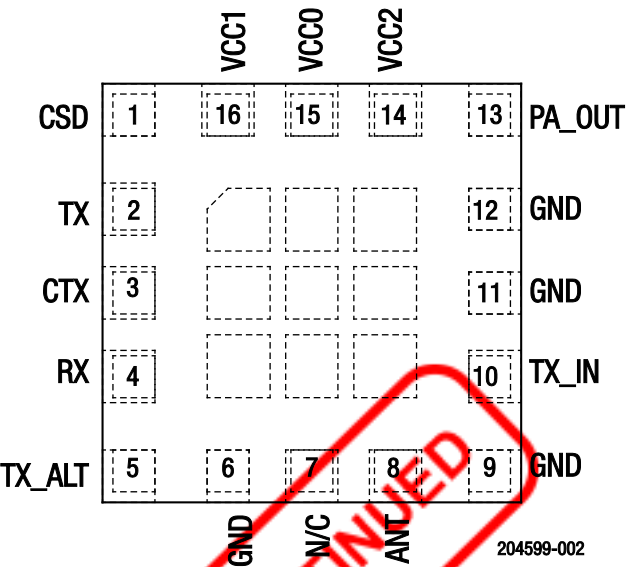 VCC1 VCC0 VCC2
CSD 1 16 15 14 13 PA_OUT
TX 2 12 GND
CTX 3 11 GND
RX 4 10 TX_IN
TX_ALT 5 6 7 8 9 GND
GND N/C ANT
NUED
204599-002